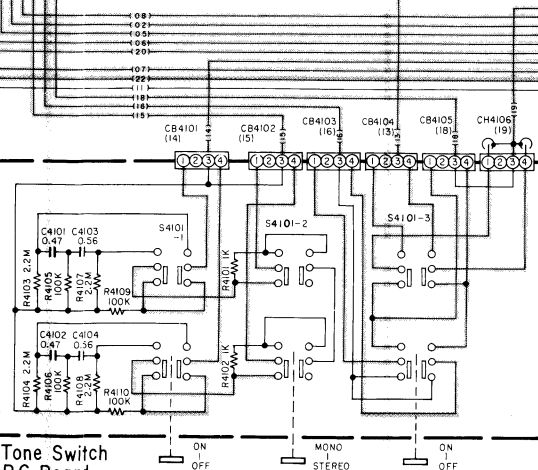 (08)
(02)
(05)
(06)
(20)
(07)
(22)
(11)
(18)
(16)
(15)
CB4101
(14)
(14)
CB4102
(15)
(15)
CB4103
(16)
(16)
CB4104
(13)
(13)
CB4105
(18)
(18)
CH4106
(19)
(19)
1 2 3 4
1 2 3 4
1 2 3 4
1 2 3 4
1 2 3 4
1 2 3 4
S4101
-1
S4101-2
S4101-3
C4101
0.47
C4103
0.56
R4103 2.2M
R4105
100K
R4107
2.2M
R4109
100K
R4101 1K
C4102
0.47
C4104
0.56
R4104 2.2M
R4106
100K
R4108
2.2M
R4110
100K
R4102 1K
Tone Switch
P.C. Board
ON
OFF
MONO
STEREO
ON
OFF